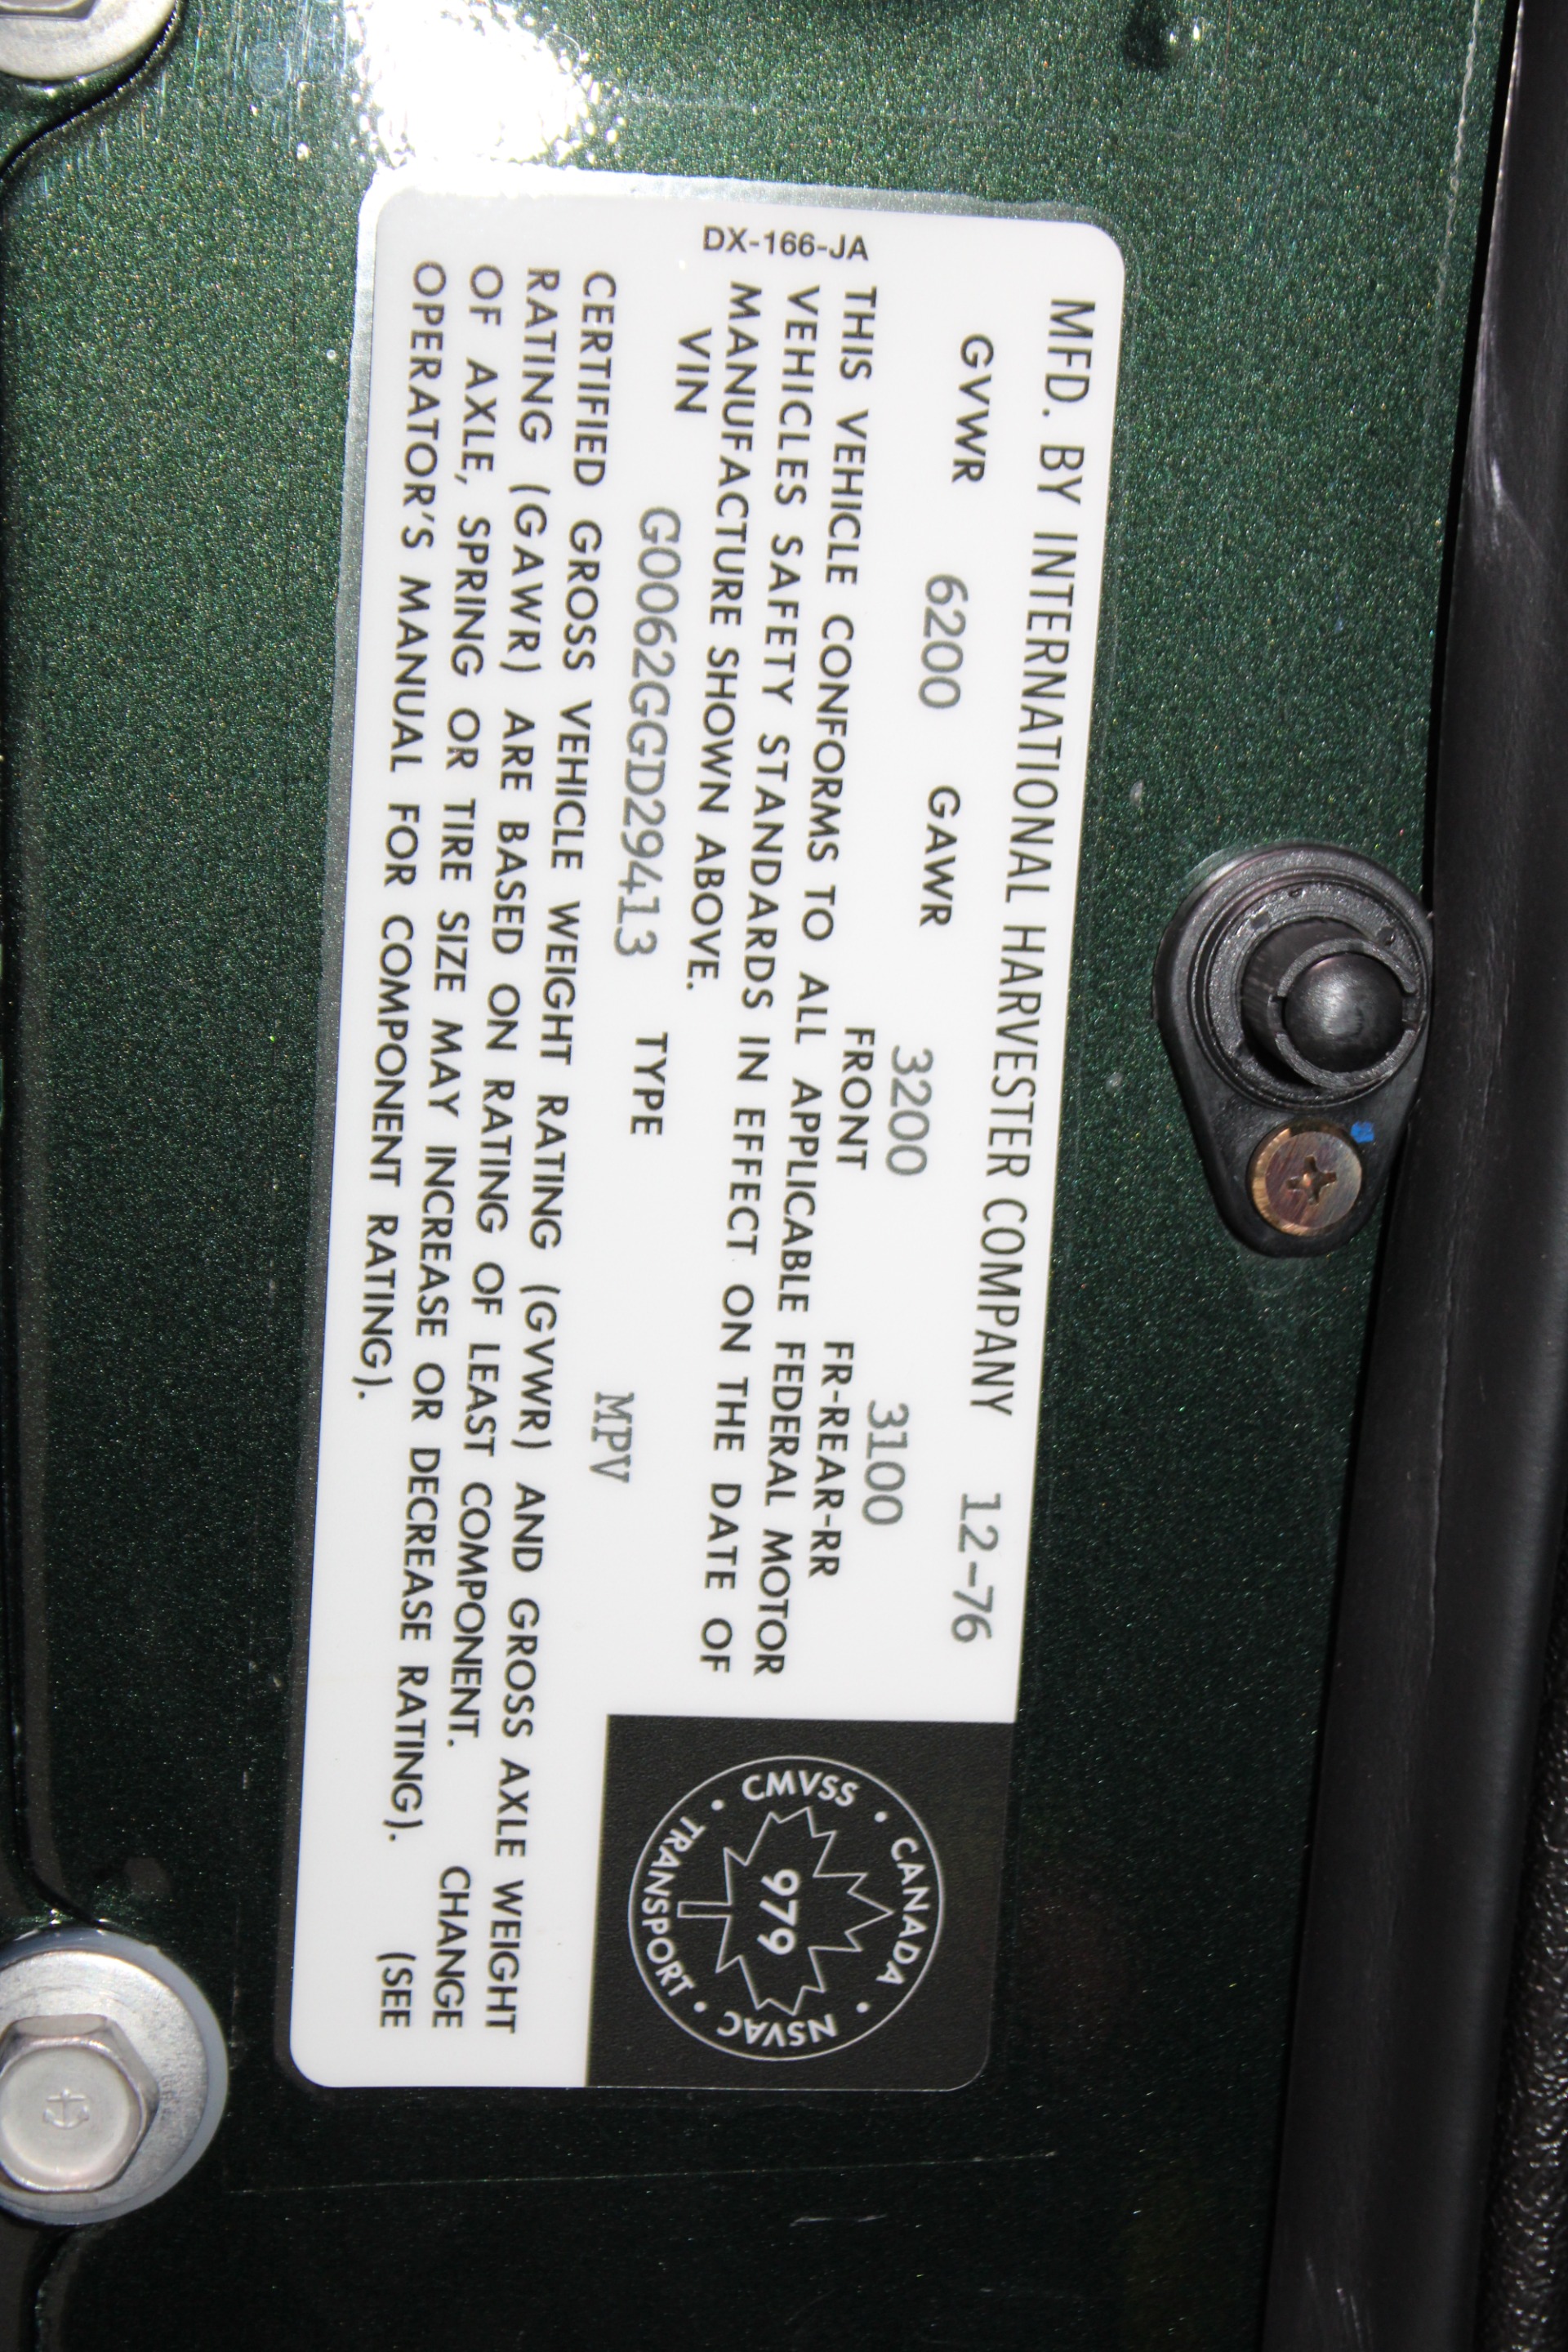 MFD. BY INTERNATIONAL HARVESTER COMPANY 12-76
GVWR 6200 GAWR 3200 3100
FRONT FR-REAR-RR
THIS VEHICLE CONFORMS TO ALL APPLICABLE FEDERAL MOTOR
VEHICLES SAFETY STANDARDS IN EFFECT ON THE DATE OF
MANUFACTURE SHOWN ABOVE.
VIN G0062GGD29413 TYPE MPV
CERTIFIED GROSS VEHICLE WEIGHT RATING (GVWR) AND GROSS AXLE WEIGHT
RATING (GAWR) ARE BASED ON RATING OF LEAST COMPONENT. CHANGE
OF AXLE, SPRING OR TIRE SIZE MAY INCREASE OR DECREASE RATING). (SEE
OPERATOR'S MANUAL FOR COMPONENT RATING).
DX-166-JA
CMVSS • CANADA • NSVAC • TRANSPORT •
979